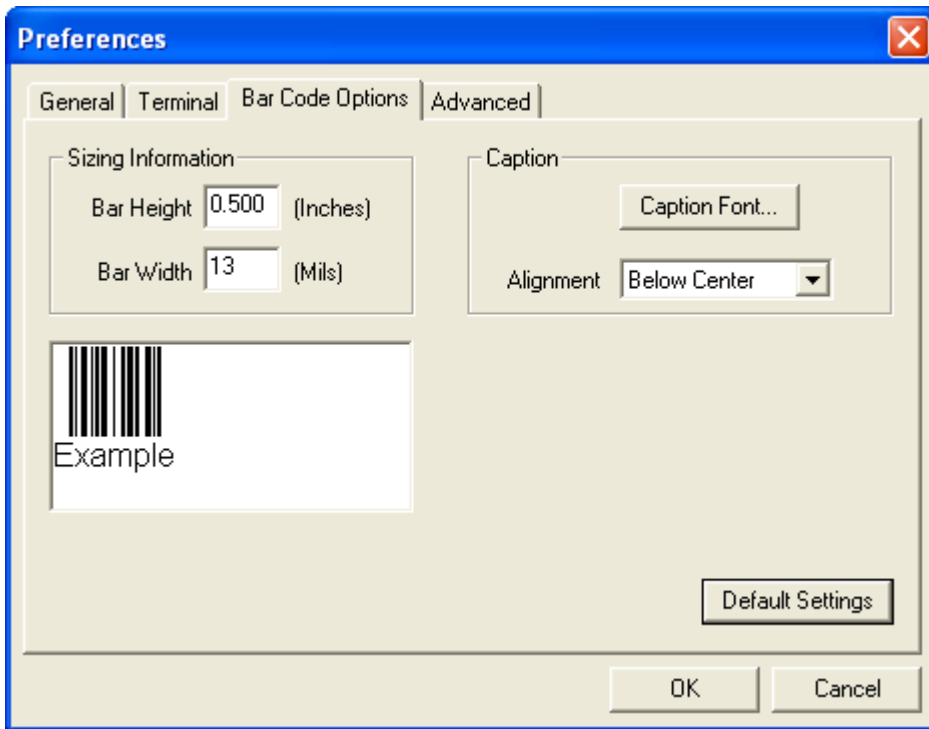 Preferences
General Terminal Bar Code Options Advanced
Sizing Information
Bar Height 0.500 (Inches)
Bar Width 13 (Mils)
Caption
Caption Font...
Alignment Below Center
Example
Default Settings
OK Cancel